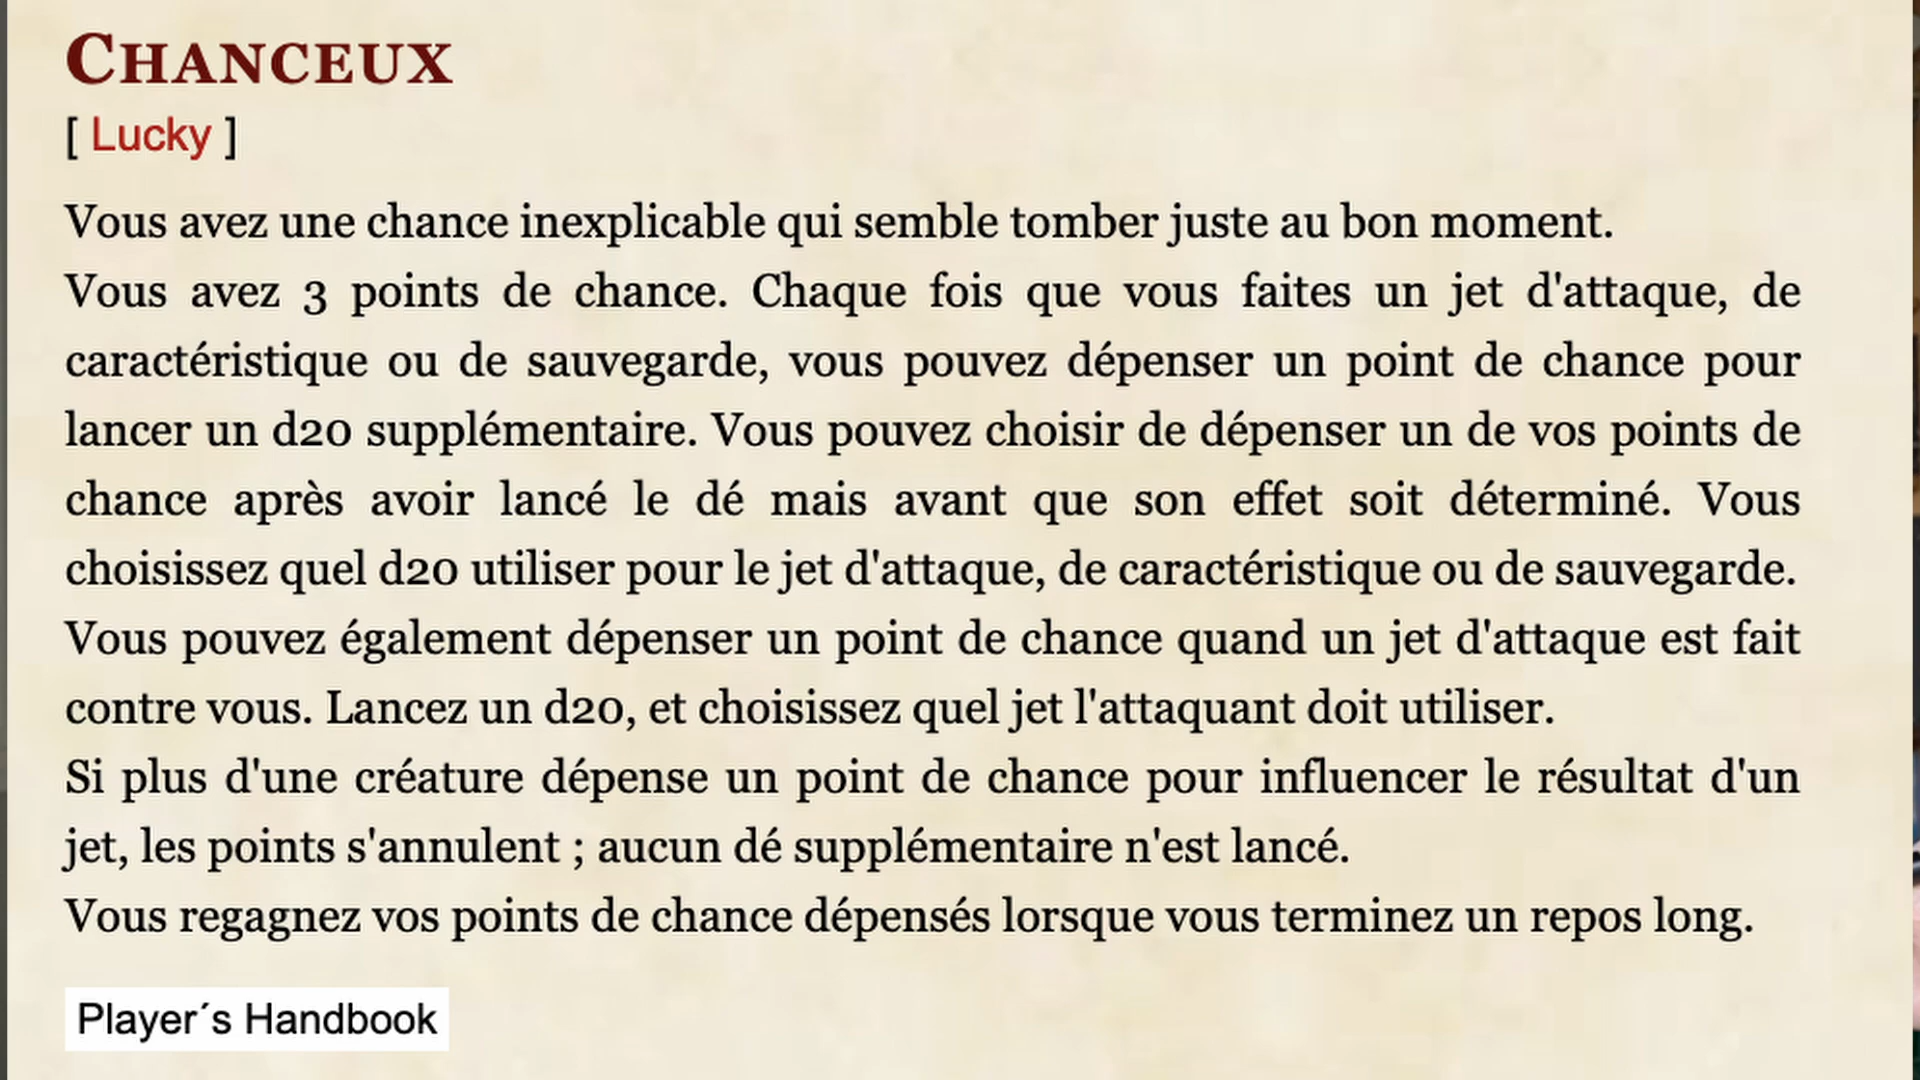 CHANCEUX
[ Lucky ]
Vous avez une chance inexplicable qui semble tomber juste au bon moment.
Vous avez 3 points de chance. Chaque fois que vous faites un jet d'attaque, de
caractéristique ou de sauvegarde, vous pouvez dépenser un point de chance pour
lancer un d20 supplémentaire. Vous pouvez choisir de dépenser un de vos points de
chance après avoir lancé le dé mais avant que son effet soit déterminé. Vous
choisissez quel d20 utiliser pour le jet d'attaque, de caractéristique ou de sauvegarde.
Vous pouvez également dépenser un point de chance quand un jet d'attaque est fait
contre vous. Lancez un d20, et choisissez quel jet l'attaquant doit utiliser.
Si plus d'une créature dépense un point de chance pour influencer le résultat d'un
jet, les points s'annulent ; aucun dé supplémentaire n'est lancé.
Vous regagnez vos points de chance dépensés lorsque vous terminez un repos long.
Player´s Handbook